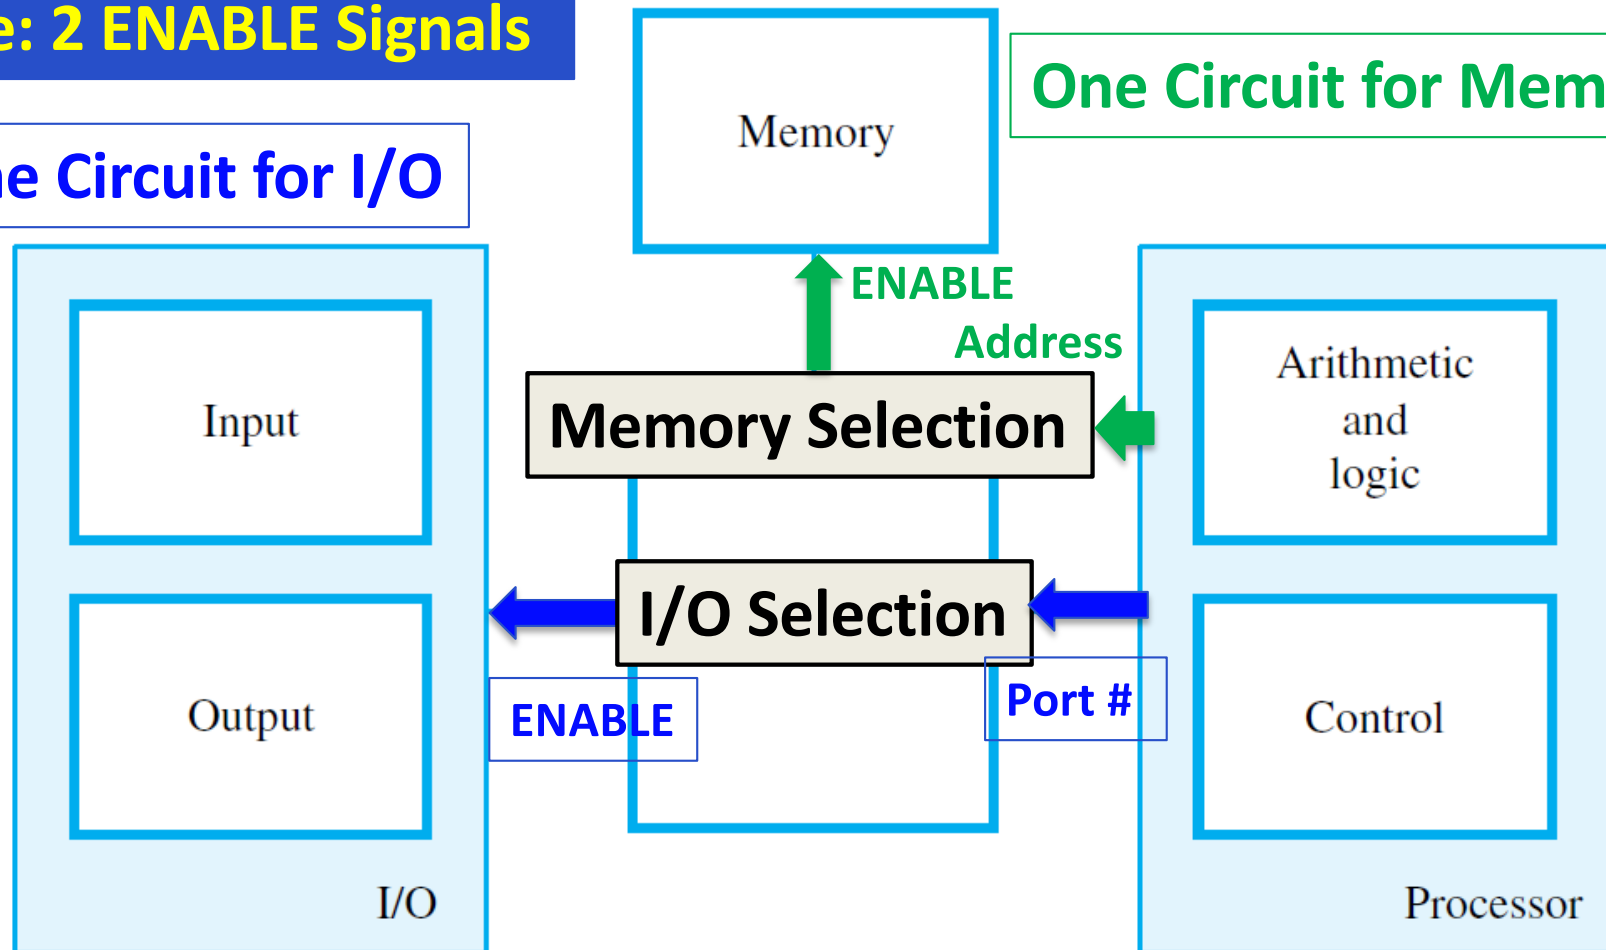 e: 2 ENABLE Signals
One Circuit for Mem
ne Circuit for I/O
Memory
ENABLE
Address
Memory Selection
Arithmetic
and
logic
Input
I/O Selection
Port #
ENABLE
Output
Control
I/O
Processor